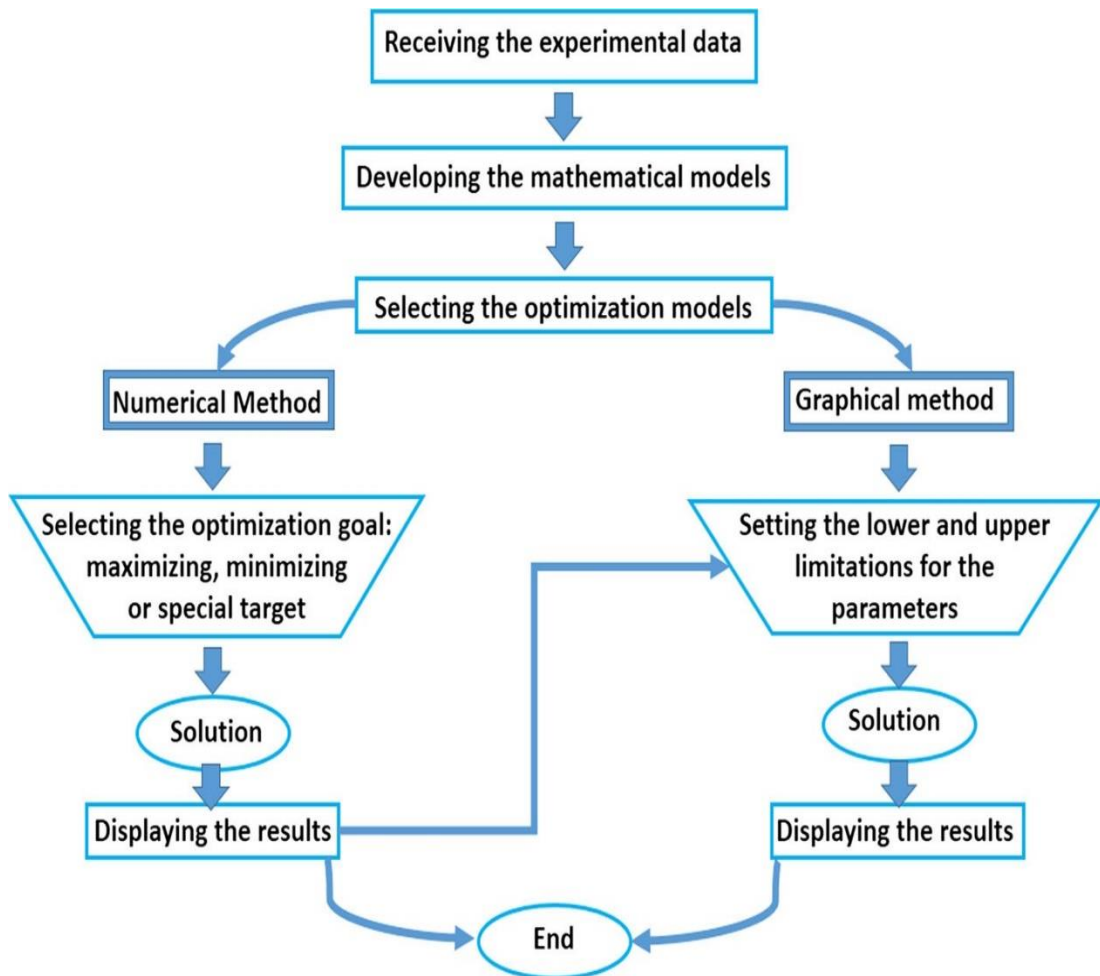 Receiving the experimental data
Developing the mathematical models
Selecting the optimization models
Numerical Method
Graphical method
Selecting the optimization goal:
maximizing, minimizing
or special target
Setting the lower and upper
limitations for the
parameters
Solution
Solution
Displaying the results
Displaying the results
End